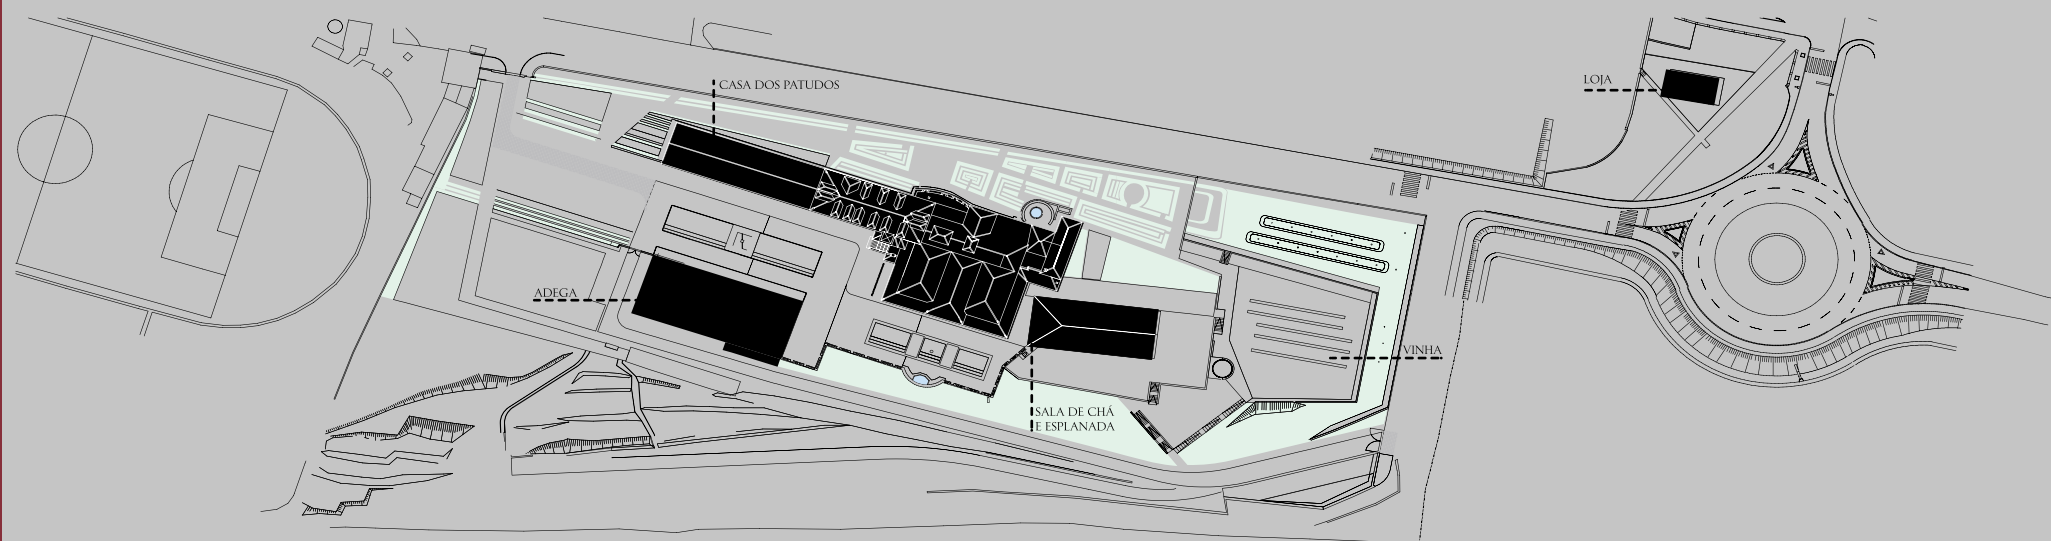 CASA DOS PATUDOS
LOJA
ADEGA
VINHA
SALA DE CHÁ
E ESPLANADA